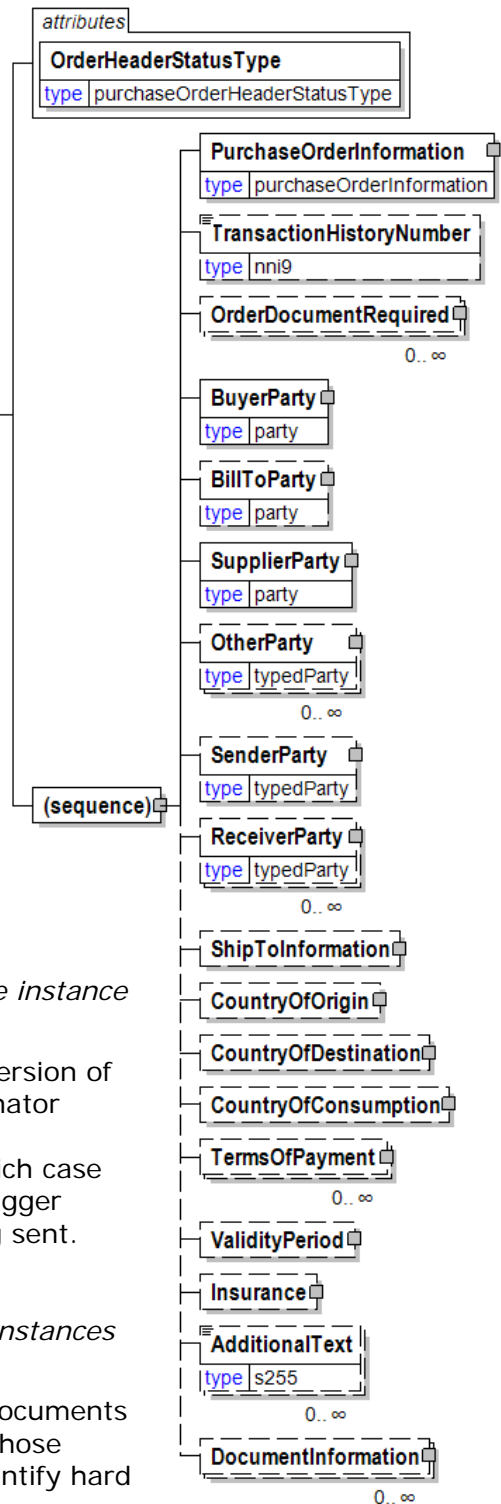 attributes
OrderHeaderStatusType
type purchaseOrderHeaderStatusType
PurchaseOrderInformation
type purchaseOrderInformation
TransactionHistoryNumber
type nni9
OrderDocumentRequired
0.. ∞
BuyerParty
type party
BillToParty
type party
SupplierParty
type party
OtherParty
type typedParty
0.. ∞
SenderParty
type typedParty
(sequence)
ReceiverParty
type typedParty
0.. ∞
ShipToInformation
e instance
CountryOfOrigin
ersion of
CountryOfDestination
nator
CountryOfConsumption
ich case
TermsOfPayment
gger
0.. ∞
g sent.
ValidityPeriod
Insurance
nstances
AdditionalText
type s255
0.. ∞
ocuments
hose
DocumentInformation
ntify hard
0.. ∞